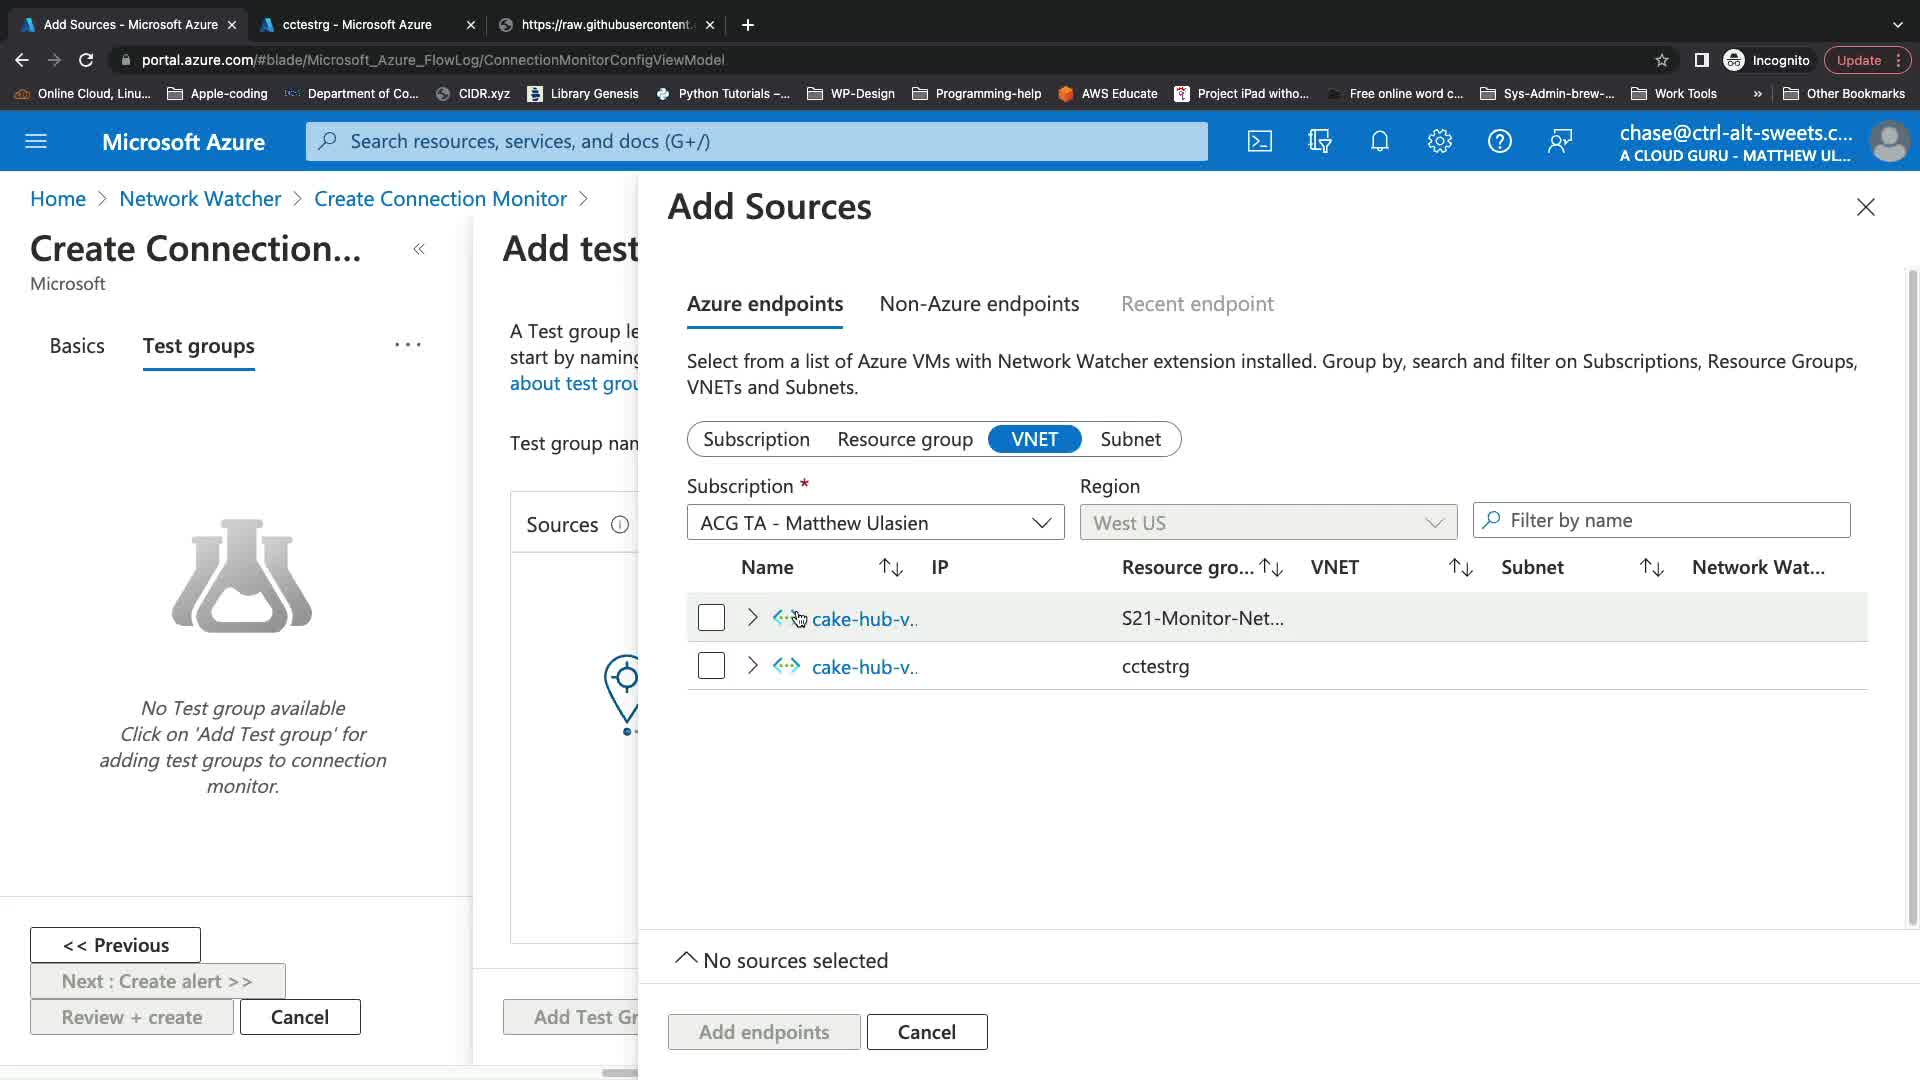 Add Sources - Microsoft Azure
cctestrg - Microsoft Azure
https://raw.githubusercontent.
portal.azure.com/#blade/Microsoft_Azure_FlowLog/ConnectionMonitorConfigViewModel
Incognito
Update
Online Cloud, Linu...
Apple-coding
Department of Co...
CIDR.xyz
Library Genesis
Python Tutorials –...
WP-Design
Programming-help
AWS Educate
Project iPad witho...
Free online word c...
Sys-Admin-brew-...
Work Tools
»
Other Bookmarks
Microsoft Azure
Search resources, services, and docs (G+/)
chase@ctrl-alt-sweets.c...
A CLOUD GURU - MATTHEW UL...
Home > Network Watcher > Create Connection Monitor >
Create Connection...
«
Microsoft
Basics
Test groups
...
No Test group available
Click on 'Add Test group' for
adding test groups to connection
monitor.
<< Previous
Next : Create alert >>
Review + create
Cancel
Add test
A Test group le
start by naming
about test grou
Test group nam
Sources
Add Test Gr
Add Sources
Azure endpoints
Non-Azure endpoints
Recent endpoint
Select from a list of Azure VMs with Network Watcher extension installed. Group by, search and filter on Subscriptions, Resource Groups,
VNETs and Subnets.
Subscription
Resource group
VNET
Subnet
Subscription *
Region
ACG TA - Matthew Ulasien
West US
Filter by name
Name
IP
Resource gro...
VNET
Subnet
Network Wat...
cake-hub-v..
S21-Monitor-Net...
cake-hub-v..
cctestrg
No sources selected
Add endpoints
Cancel